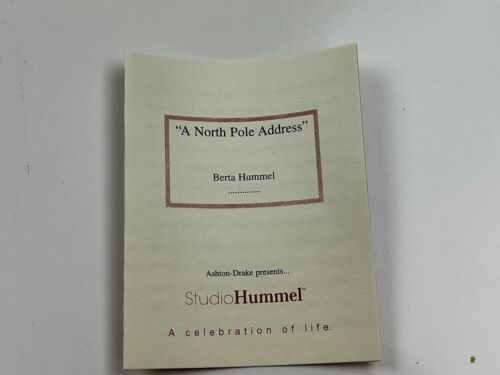 "A North Pole Address"
Berta Hummel
..............
Ashton-Drake presents...
StudioHummel™
A celebration of life.